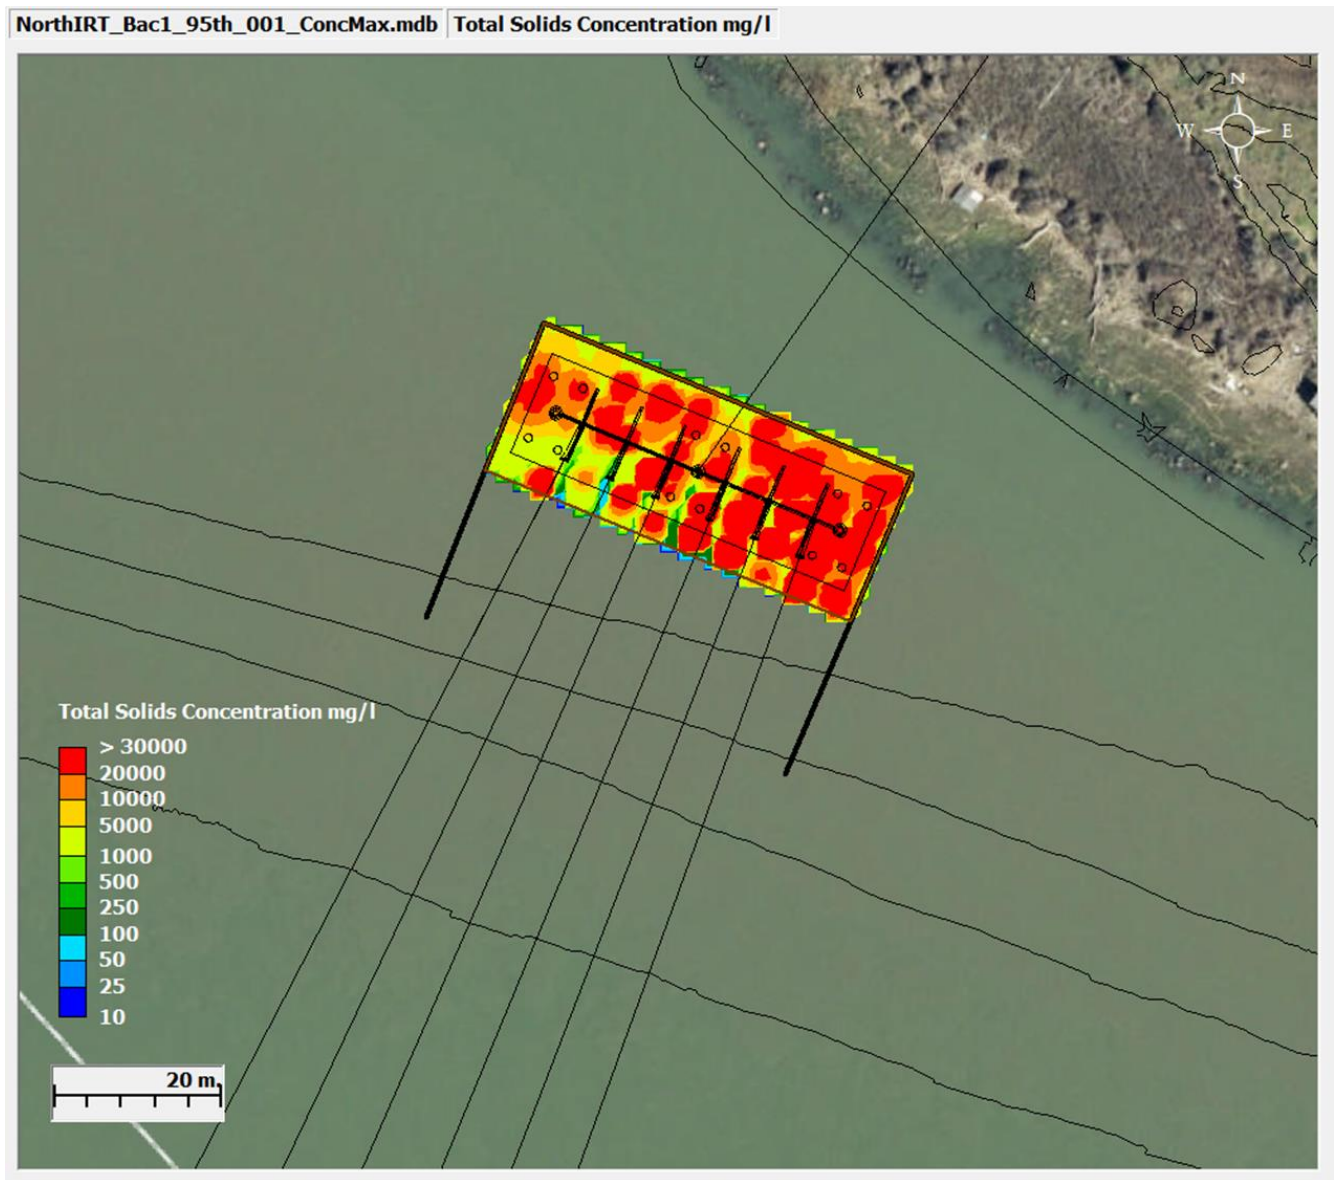 NorthIRT_Bac1_95th_001_ConcMax.mdb Total Solids Concentration mg/l
N
W E
S
Total Solids Concentration mg/l
> 30000
20000
10000
5000
1000
500
250
100
50
25
10
20 m.